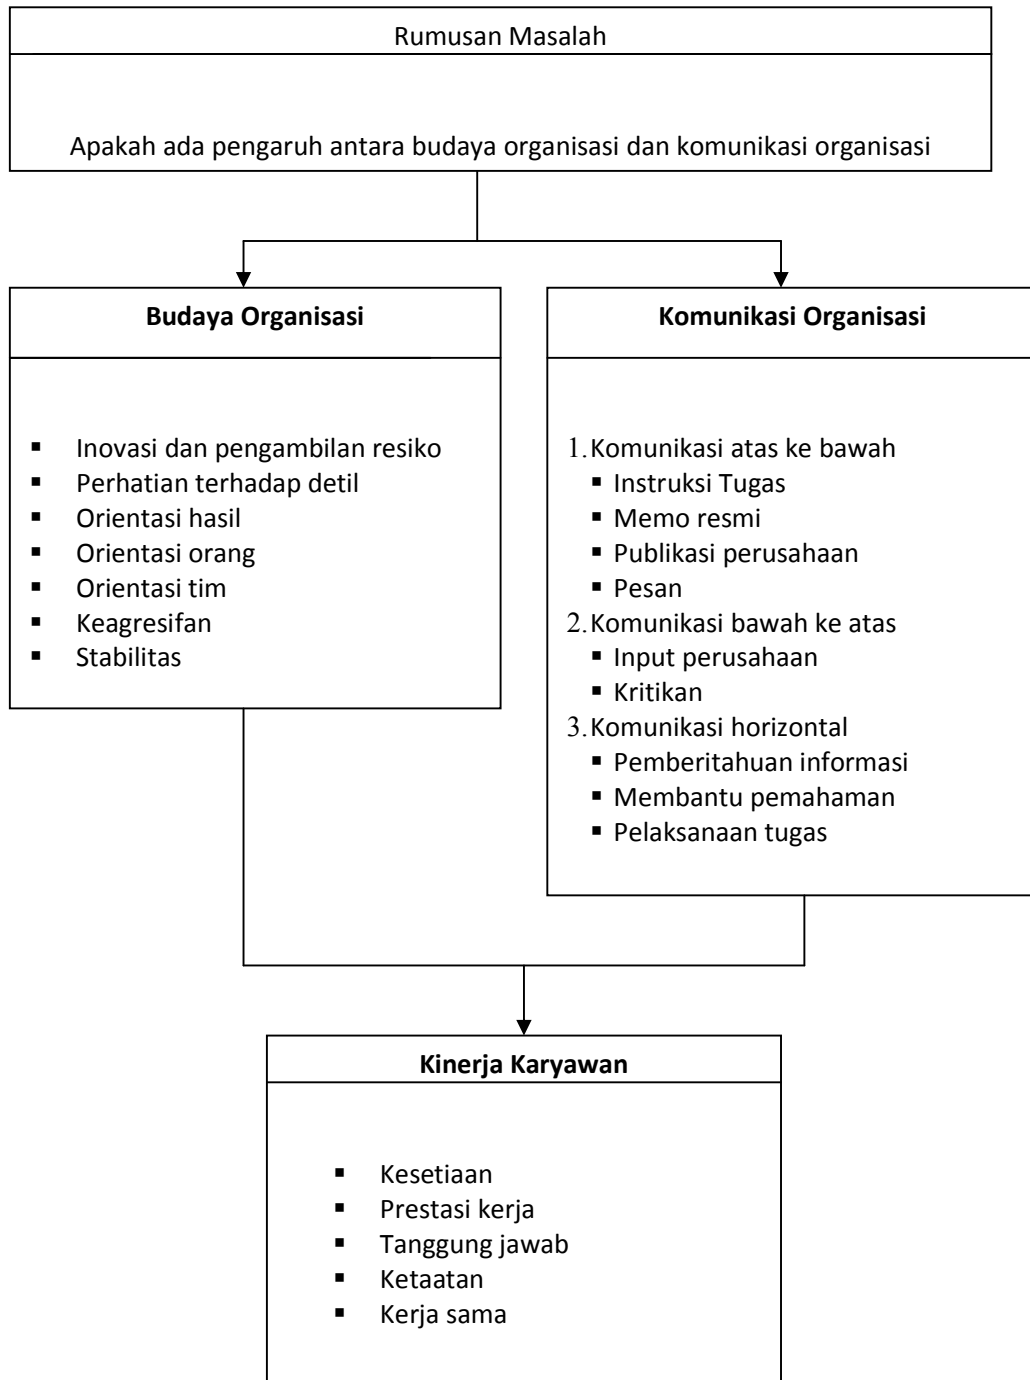 Rumusan Masalah
Apakah ada pengaruh antara budaya organisasi dan komunikasi organisasi
Budaya Organisasi
▪ Inovasi dan pengambilan resiko
▪ Perhatian terhadap detil
▪ Orientasi hasil
▪ Orientasi orang
▪ Orientasi tim
▪ Keagresifan
▪ Stabilitas
Komunikasi Organisasi
1. Komunikasi atas ke bawah
▪ Instruksi Tugas
▪ Memo resmi
▪ Publikasi perusahaan
▪ Pesan
2. Komunikasi bawah ke atas
▪ Input perusahaan
▪ Kritikan
3. Komunikasi horizontal
▪ Pemberitahuan informasi
▪ Membantu pemahaman
▪ Pelaksanaan tugas
Kinerja Karyawan
▪ Kesetiaan
▪ Prestasi kerja
▪ Tanggung jawab
▪ Ketaatan
▪ Kerja sama